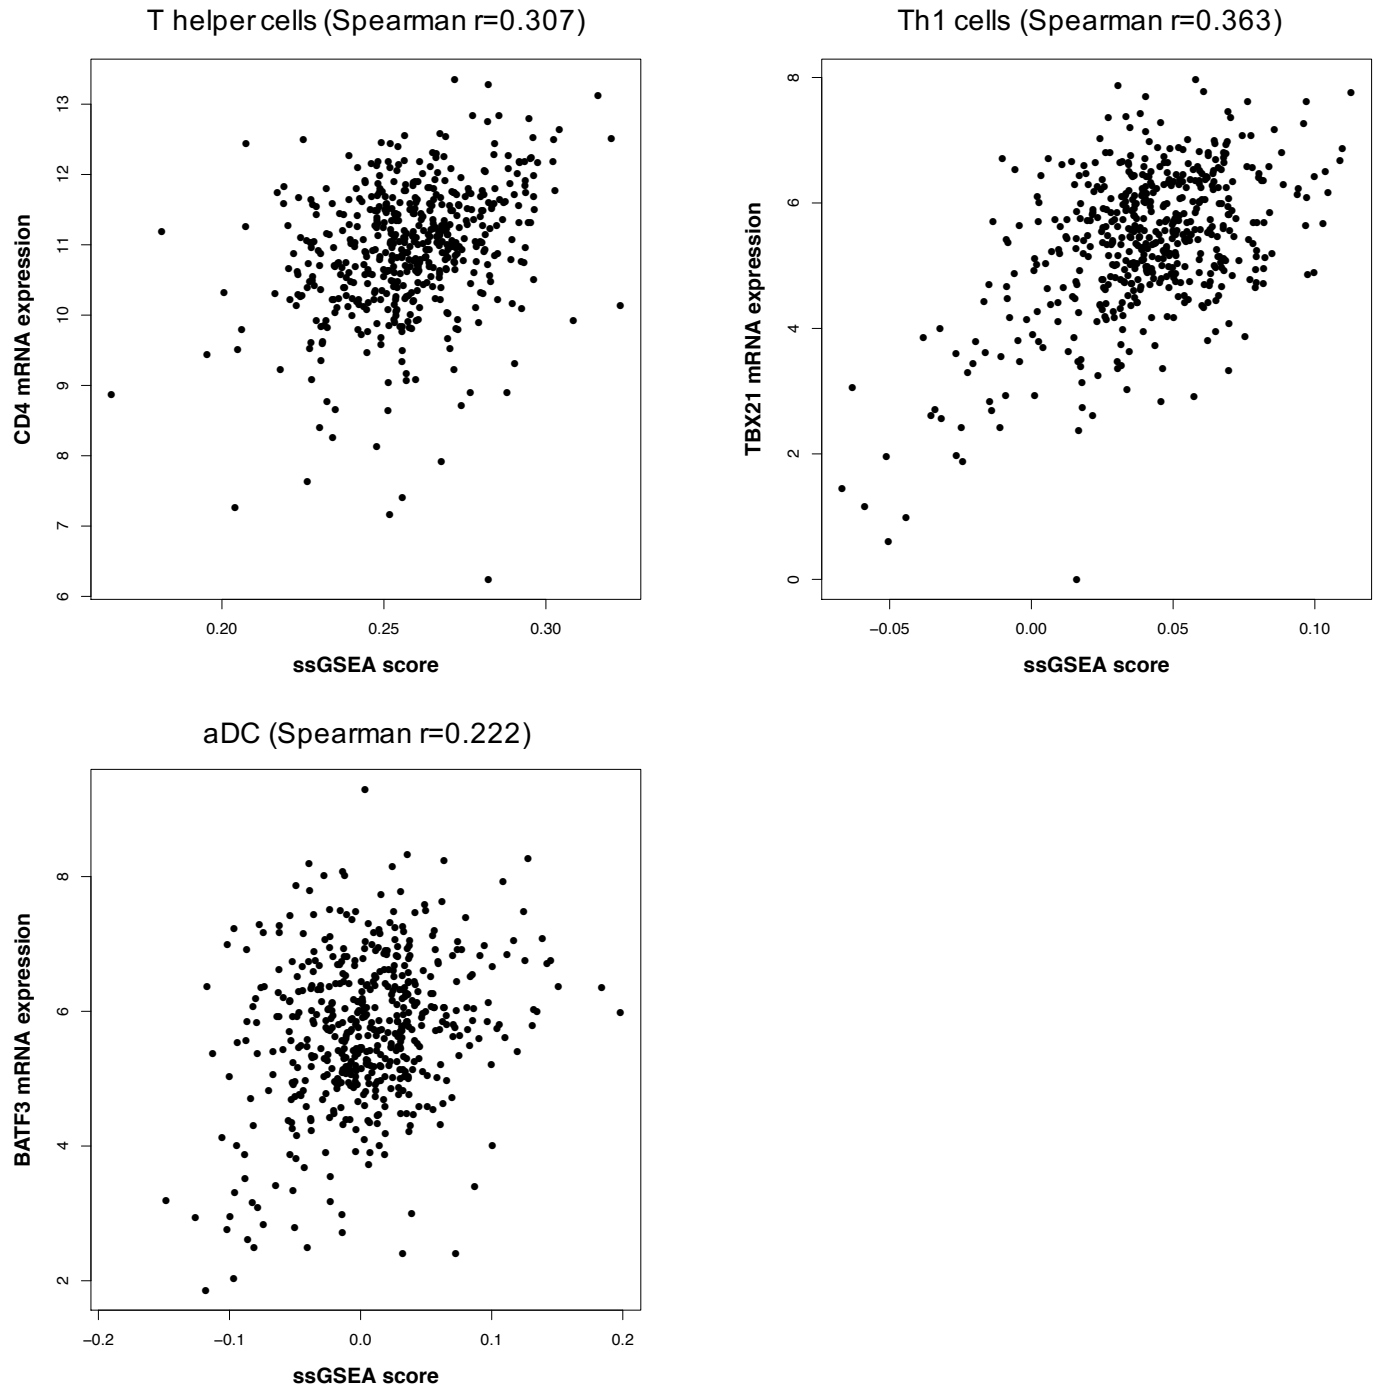 T helper cells (Spearman r=0.307)
CD4 mRNA expression
13
12
11
10
9
8
7
6
0.20 0.25 0.30
ssGSEA score
Th1 cells (Spearman r=0.363)
TBX21 mRNA expression
8
6
4
2
0
−0.05 0.00 0.05 0.10
ssGSEA score
aDC (Spearman r=0.222)
BATF3 mRNA expression
8
6
4
2
−0.2 −0.1 0.0 0.1 0.2
ssGSEA score